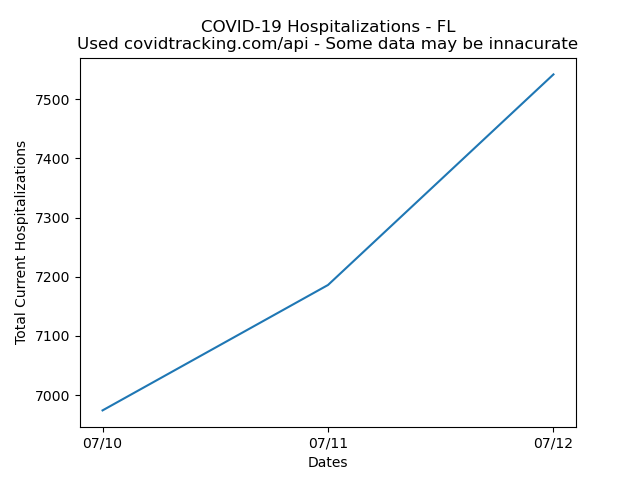 COVID-19 Hospitalizations - FL
Used covidtracking.com/api - Some data may be innacurate
Total Current Hospitalizations
7500
7400
7300
7200
7100
7000
07/10 07/11 07/12
Dates